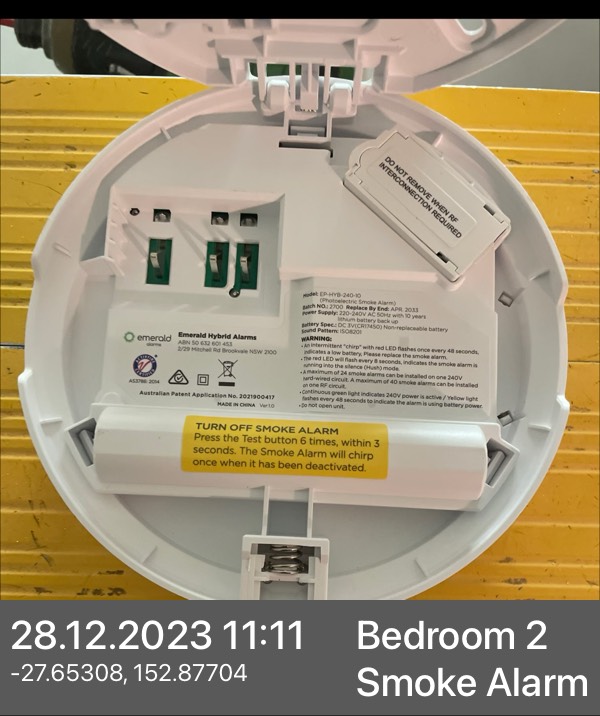 DO NOT REMOVE WHEN RF
INTERCONNECTION REQUIRED
Model: EP-HYB-240-10
(Photoelectric Smoke Alarm)
Batch NO.: 2700 Replace By End: APR. 2033
Power Supply: 220-240V AC 50Hz with 10 years
lithium battery back up
Battery Spec.: DC 3V(CR17450) Non-replaceable battery
Sound Pattern: ISO8201
WARNING:
• An intermittent "chirp" with red LED flashes once every 48 seconds,
indicates a low battery, Please replace the smoke alarm.
• The red LED will flash every 8 seconds, indicates the smoke alarm is
running into the silence (Hush) mode.
• A maximum of 24 smoke alarms can be installed on one 240V
hard-wired circuit. A maximum of 40 smoke alarms can be installed
on one RF circuit.
• Continuous green light indicates 240V power is active / Yellow light
flashes every 48 seconds to indicate the alarm is using battery power.
• Do not open unit.
emerald
alarms
Emerald Hybrid Alarms
ABN 50 632 601 453
2/29 Mitchell Rd Brookvale NSW 2100
AS3786: 2014
Australian Patent Application No. 2021900417
MADE IN CHINA Ver:1.0
TURN OFF SMOKE ALARM
Press the Test button 6 times, within 3
seconds. The Smoke Alarm will chirp
once when it has been deactivated.
28.12.2023 11:11
-27.65308, 152.87704
Bedroom 2
Smoke Alarm